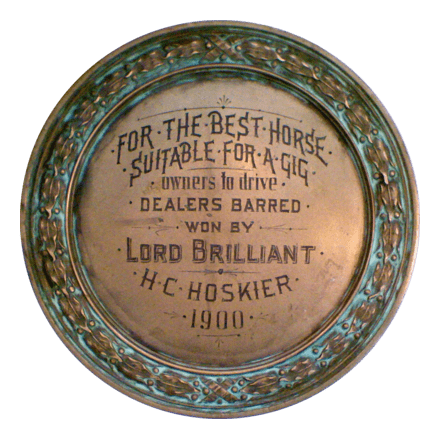 FOR·THE·BEST·HORSE·
SUITABLE·FOR·A·GIG·
·owners to drive·
·DEALERS BARRED·
WON BY
·LORD BRILLIANT·
·H·C·HOSKIER·
·1900·